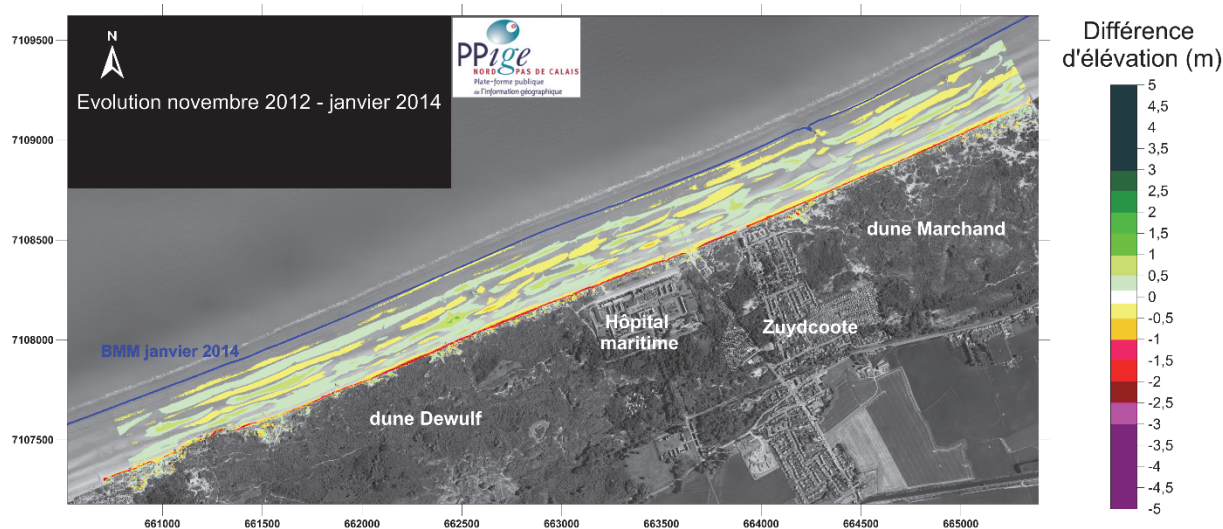 N
Evolution novembre 2012 - janvier 2014
PPige
NORD PAS DE CALAIS
Plate-forme publique
de l'information géographique
Différence
d'élévation (m)
5
4,5
4
3,5
3
2,5
2
1,5
1
0,5
0
-0,5
-1
-1,5
-2
-2,5
-3
-3,5
-4
-4,5
-5
7109500
7109000
7108500
7108000
7107500
dune Marchand
Hôpital
maritime
Zuydcoote
BMM janvier 2014
dune Dewulf
661000
661500
662000
662500
663000
663500
664000
664500
665000